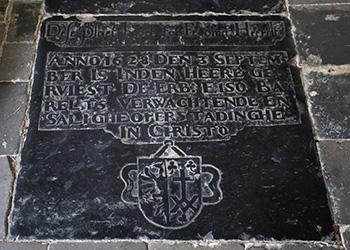 ANNO 1628 DEN 3 SEPTEM
BER IS INDEN HEERE GE
RVIEST DE ERB: EISO BA
RELTS VERWACHTENDE EN
SALIGHE OPERSTADINGHE
IN CHRISTO